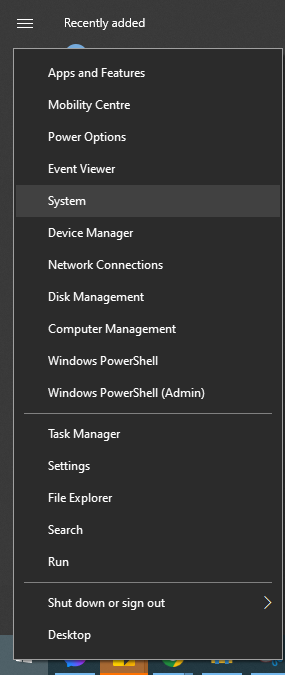 Recently added
Apps and Features
Mobility Centre
Power Options
Event Viewer
System
Device Manager
Network Connections
Disk Management
Computer Management
Windows PowerShell
Windows PowerShell (Admin)
Task Manager
Settings
File Explorer
Search
Run
Shut down or sign out
Desktop